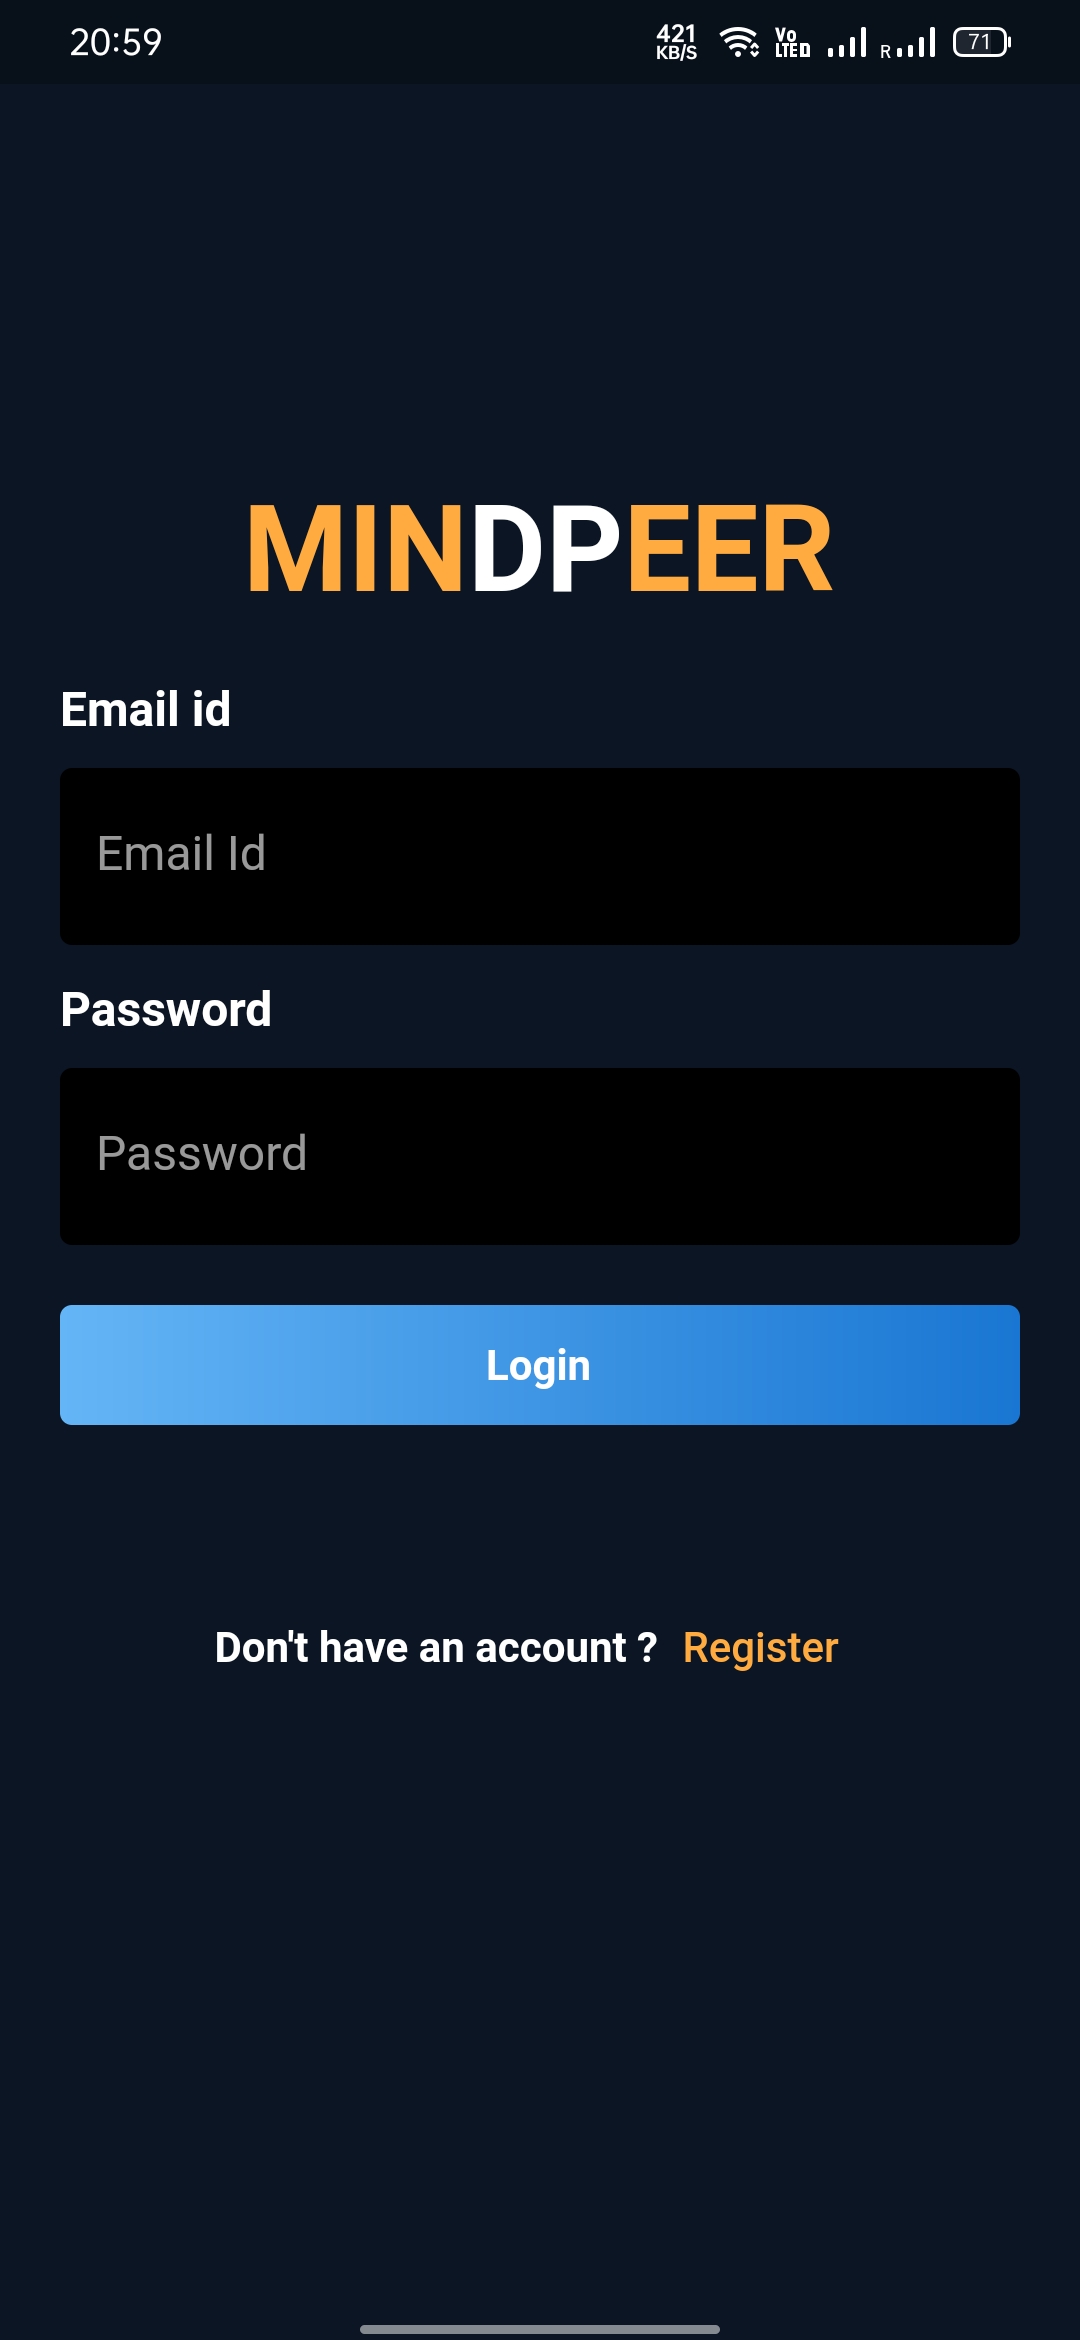 20:59 421 KB/S Vo LTED R 71
MINDPEER
Email id
Email Id
Password
Password
Login
Don't have an account ? Register